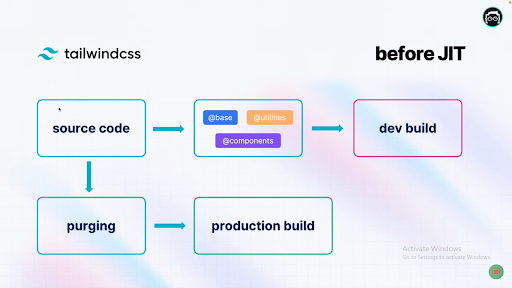 tailwindcss
before JIT
source code
@base
@utilities
@components
dev build
purging
production build
Activate Windows
Go to Settings to activate Windows.